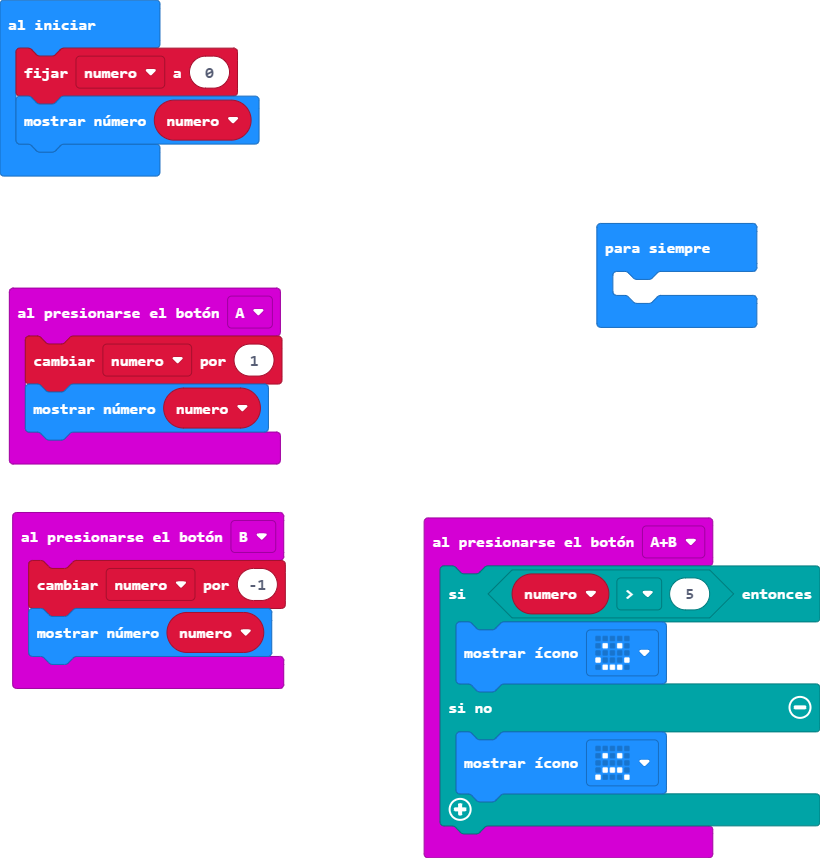 al iniciar
fijar numero a 0
mostrar número numero
para siempre
al presionarse el botón A
cambiar numero por 1
mostrar número numero
al presionarse el botón B
cambiar numero por -1
mostrar número numero
al presionarse el botón A+B
si numero > 5 entonces
mostrar ícono
si no
mostrar ícono